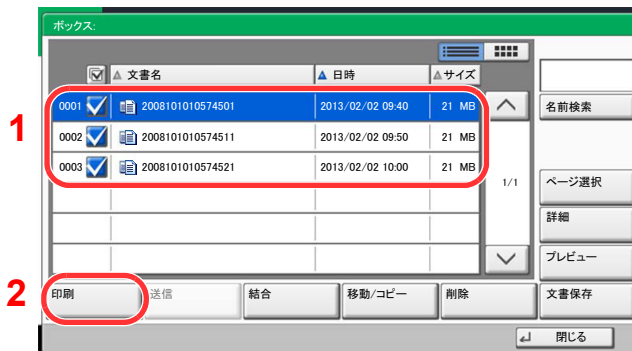 ボックス:
文書名 日時 サイズ
1
0001 2008101010574501 2013/02/02 09:40 21 MB 名前検索
0002 2008101010574511 2013/02/02 09:50 21 MB
0003 2008101010574521 2013/02/02 10:00 21 MB
1/1 ページ選択
詳細
プレビュー
2
印刷 送信 結合 移動/コピー 削除 文書保存
閉じる